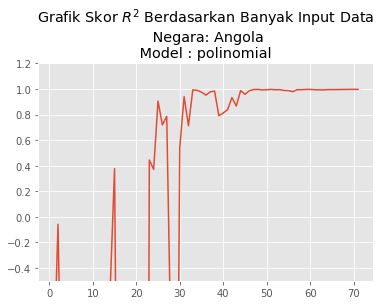 Grafik Skor R² Berdasarkan Banyak Input Data
Negara: Angola
Model : polinomial
1.2
1.0
0.8
0.6
0.4
0.2
0.0
−0.2
−0.4
0 10 20 30 40 50 60 70